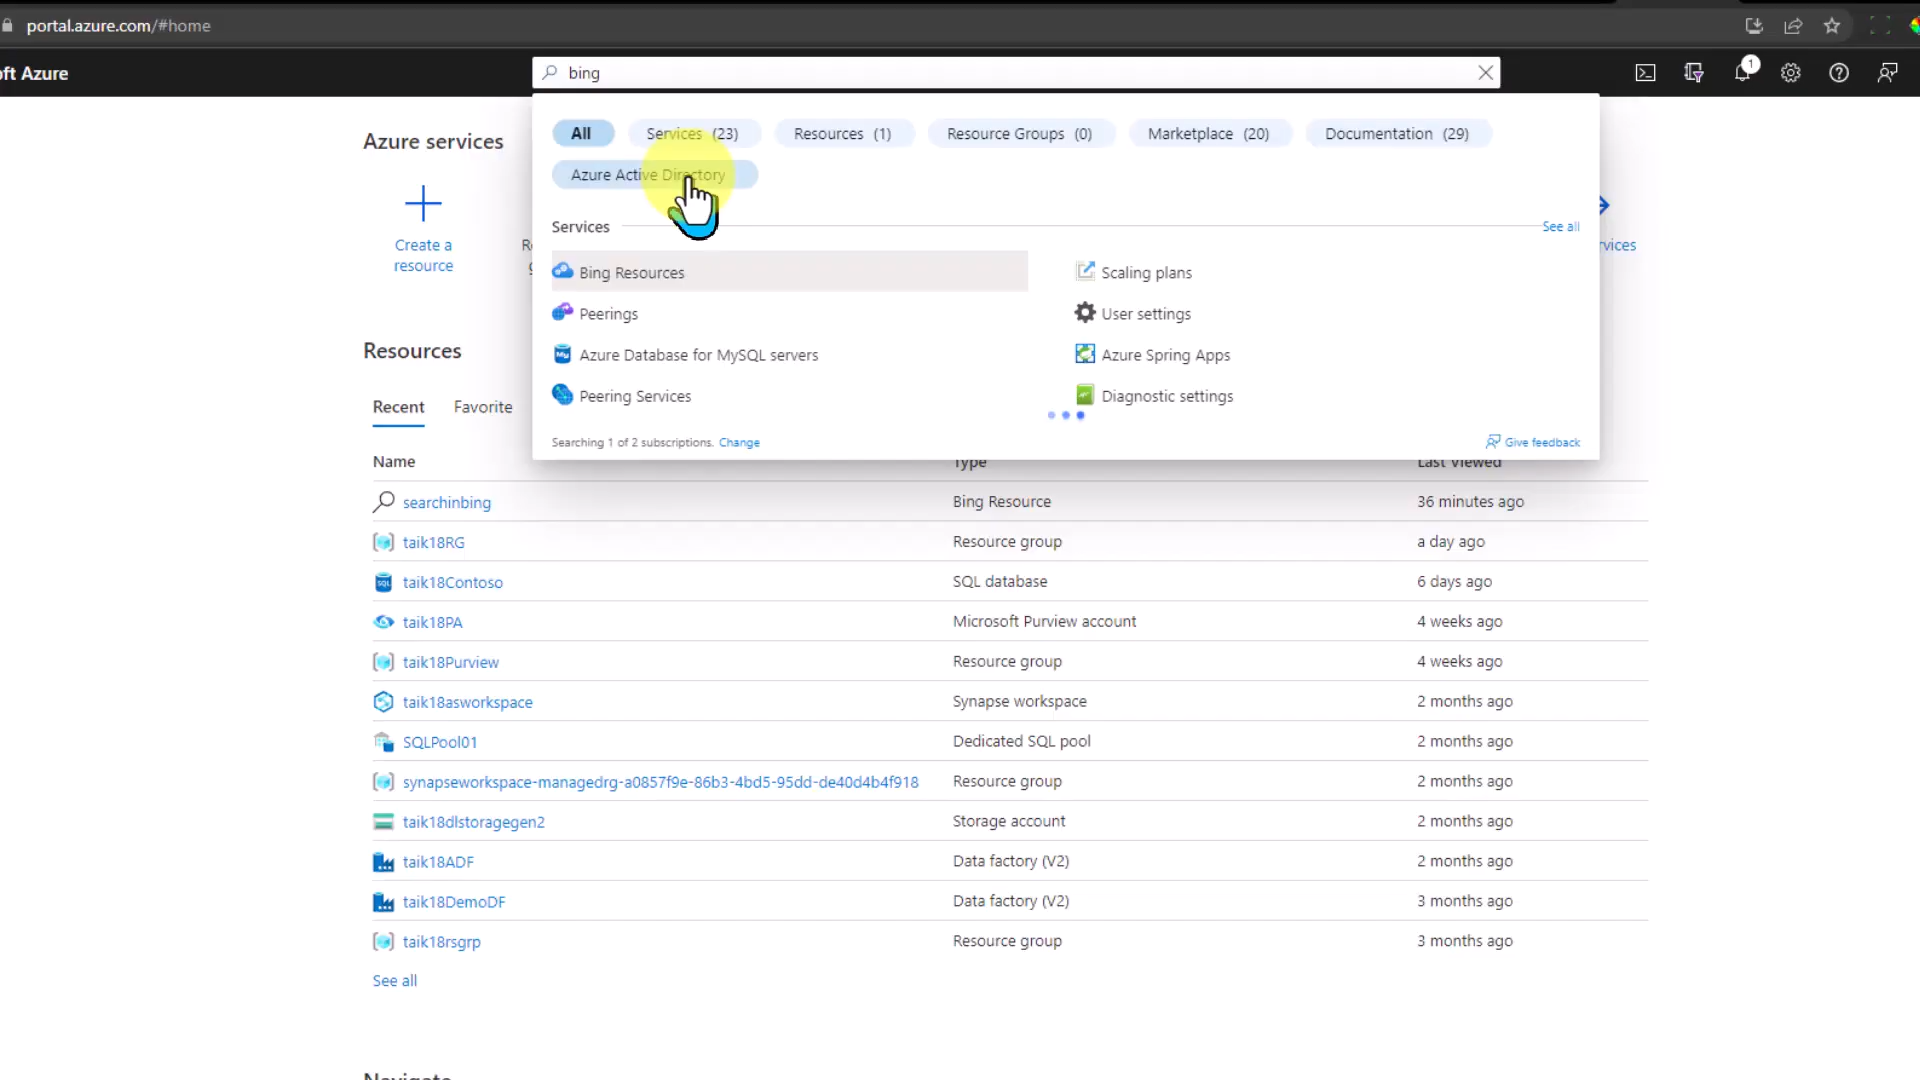 portal.azure.com/#home
oft Azure
bing
1
All
Services (23)
Resources (1)
Resource Groups (0)
Marketplace (20)
Documentation (29)
Azure Active Directory
Services
See all
Bing Resources
Scaling plans
Peerings
User settings
Azure Database for MySQL servers
Azure Spring Apps
Peering Services
Diagnostic settings
Searching 1 of 2 subscriptions. Change
Give feedback
Azure services
Create a
resource
rvices
Resources
Recent
Favorite
Name
Type
Last Viewed
searchinbing
Bing Resource
36 minutes ago
taik18RG
Resource group
a day ago
taik18Contoso
SQL database
6 days ago
taik18PA
Microsoft Purview account
4 weeks ago
taik18Purview
Resource group
4 weeks ago
taik18asworkspace
Synapse workspace
2 months ago
SQLPool01
Dedicated SQL pool
2 months ago
synapseworkspace-managedrg-a0857f9e-86b3-4bd5-95dd-de40d4b4f918
Resource group
2 months ago
taik18dlstoragegen2
Storage account
2 months ago
taik18ADF
Data factory (V2)
2 months ago
taik18DemoDF
Data factory (V2)
3 months ago
taik18rsgrp
Resource group
3 months ago
See all
Navigate